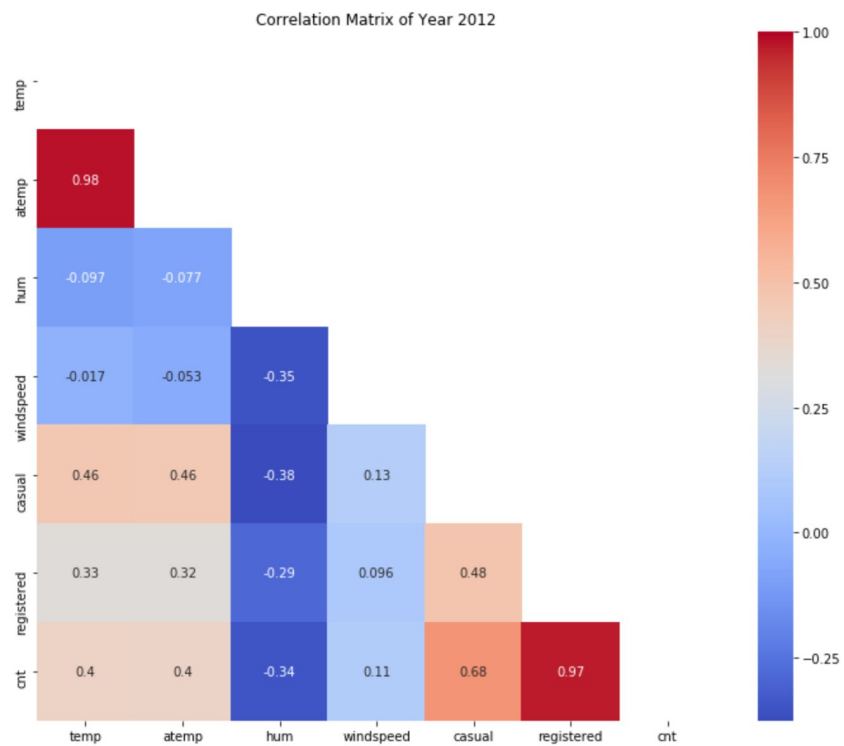 Correlation Matrix of Year 2012
temp
atemp 0.98
hum -0.097 -0.077
windspeed -0.017 -0.053 -0.35
casual 0.46 0.46 -0.38 0.13
registered 0.33 0.32 -0.29 0.096 0.48
cnt 0.4 0.4 -0.34 0.11 0.68 0.97
temp atemp hum windspeed casual registered cnt
1.00
0.75
0.50
0.25
0.00
−0.25